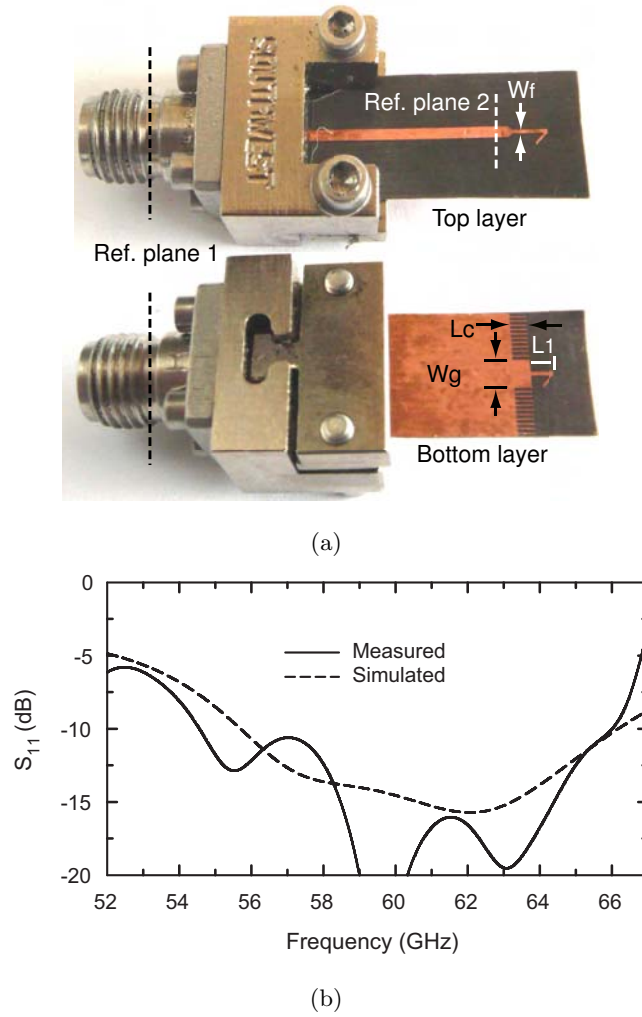 SOUTHWEST
Ref. plane 2
Wf
Top layer
Ref. plane 1
Lc
L1
Wg
Bottom layer
(a)
0
-5
-10
-15
-20
S11 (dB)
Measured
Simulated
52 54 56 58 60 62 64 66
Frequency (GHz)
(b)